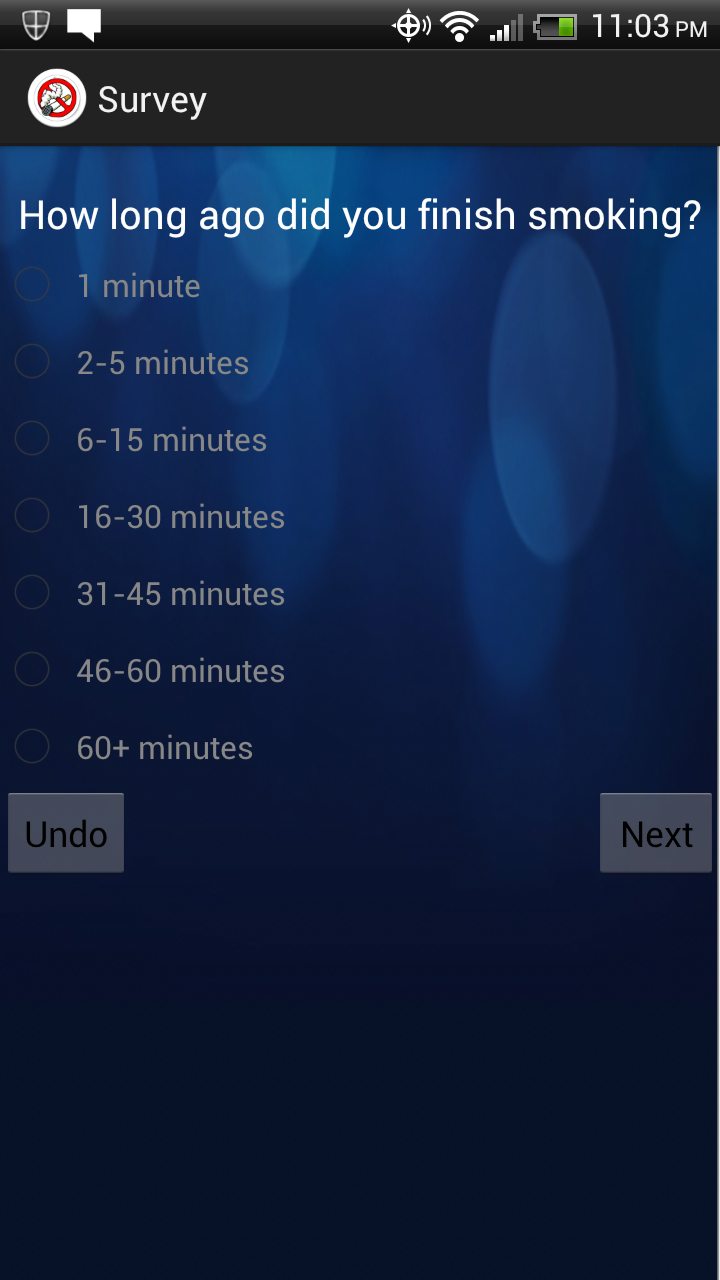 11:03 PM
Survey
How long ago did you finish smoking?
1 minute
2-5 minutes
6-15 minutes
16-30 minutes
31-45 minutes
46-60 minutes
60+ minutes
Undo Next